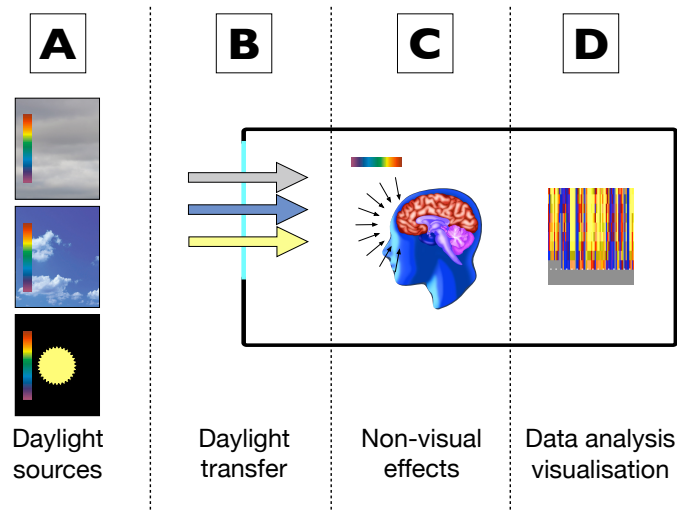 A
B
C
D
Daylight
sources
Daylight
transfer
Non-visual
effects
Data analysis
visualisation